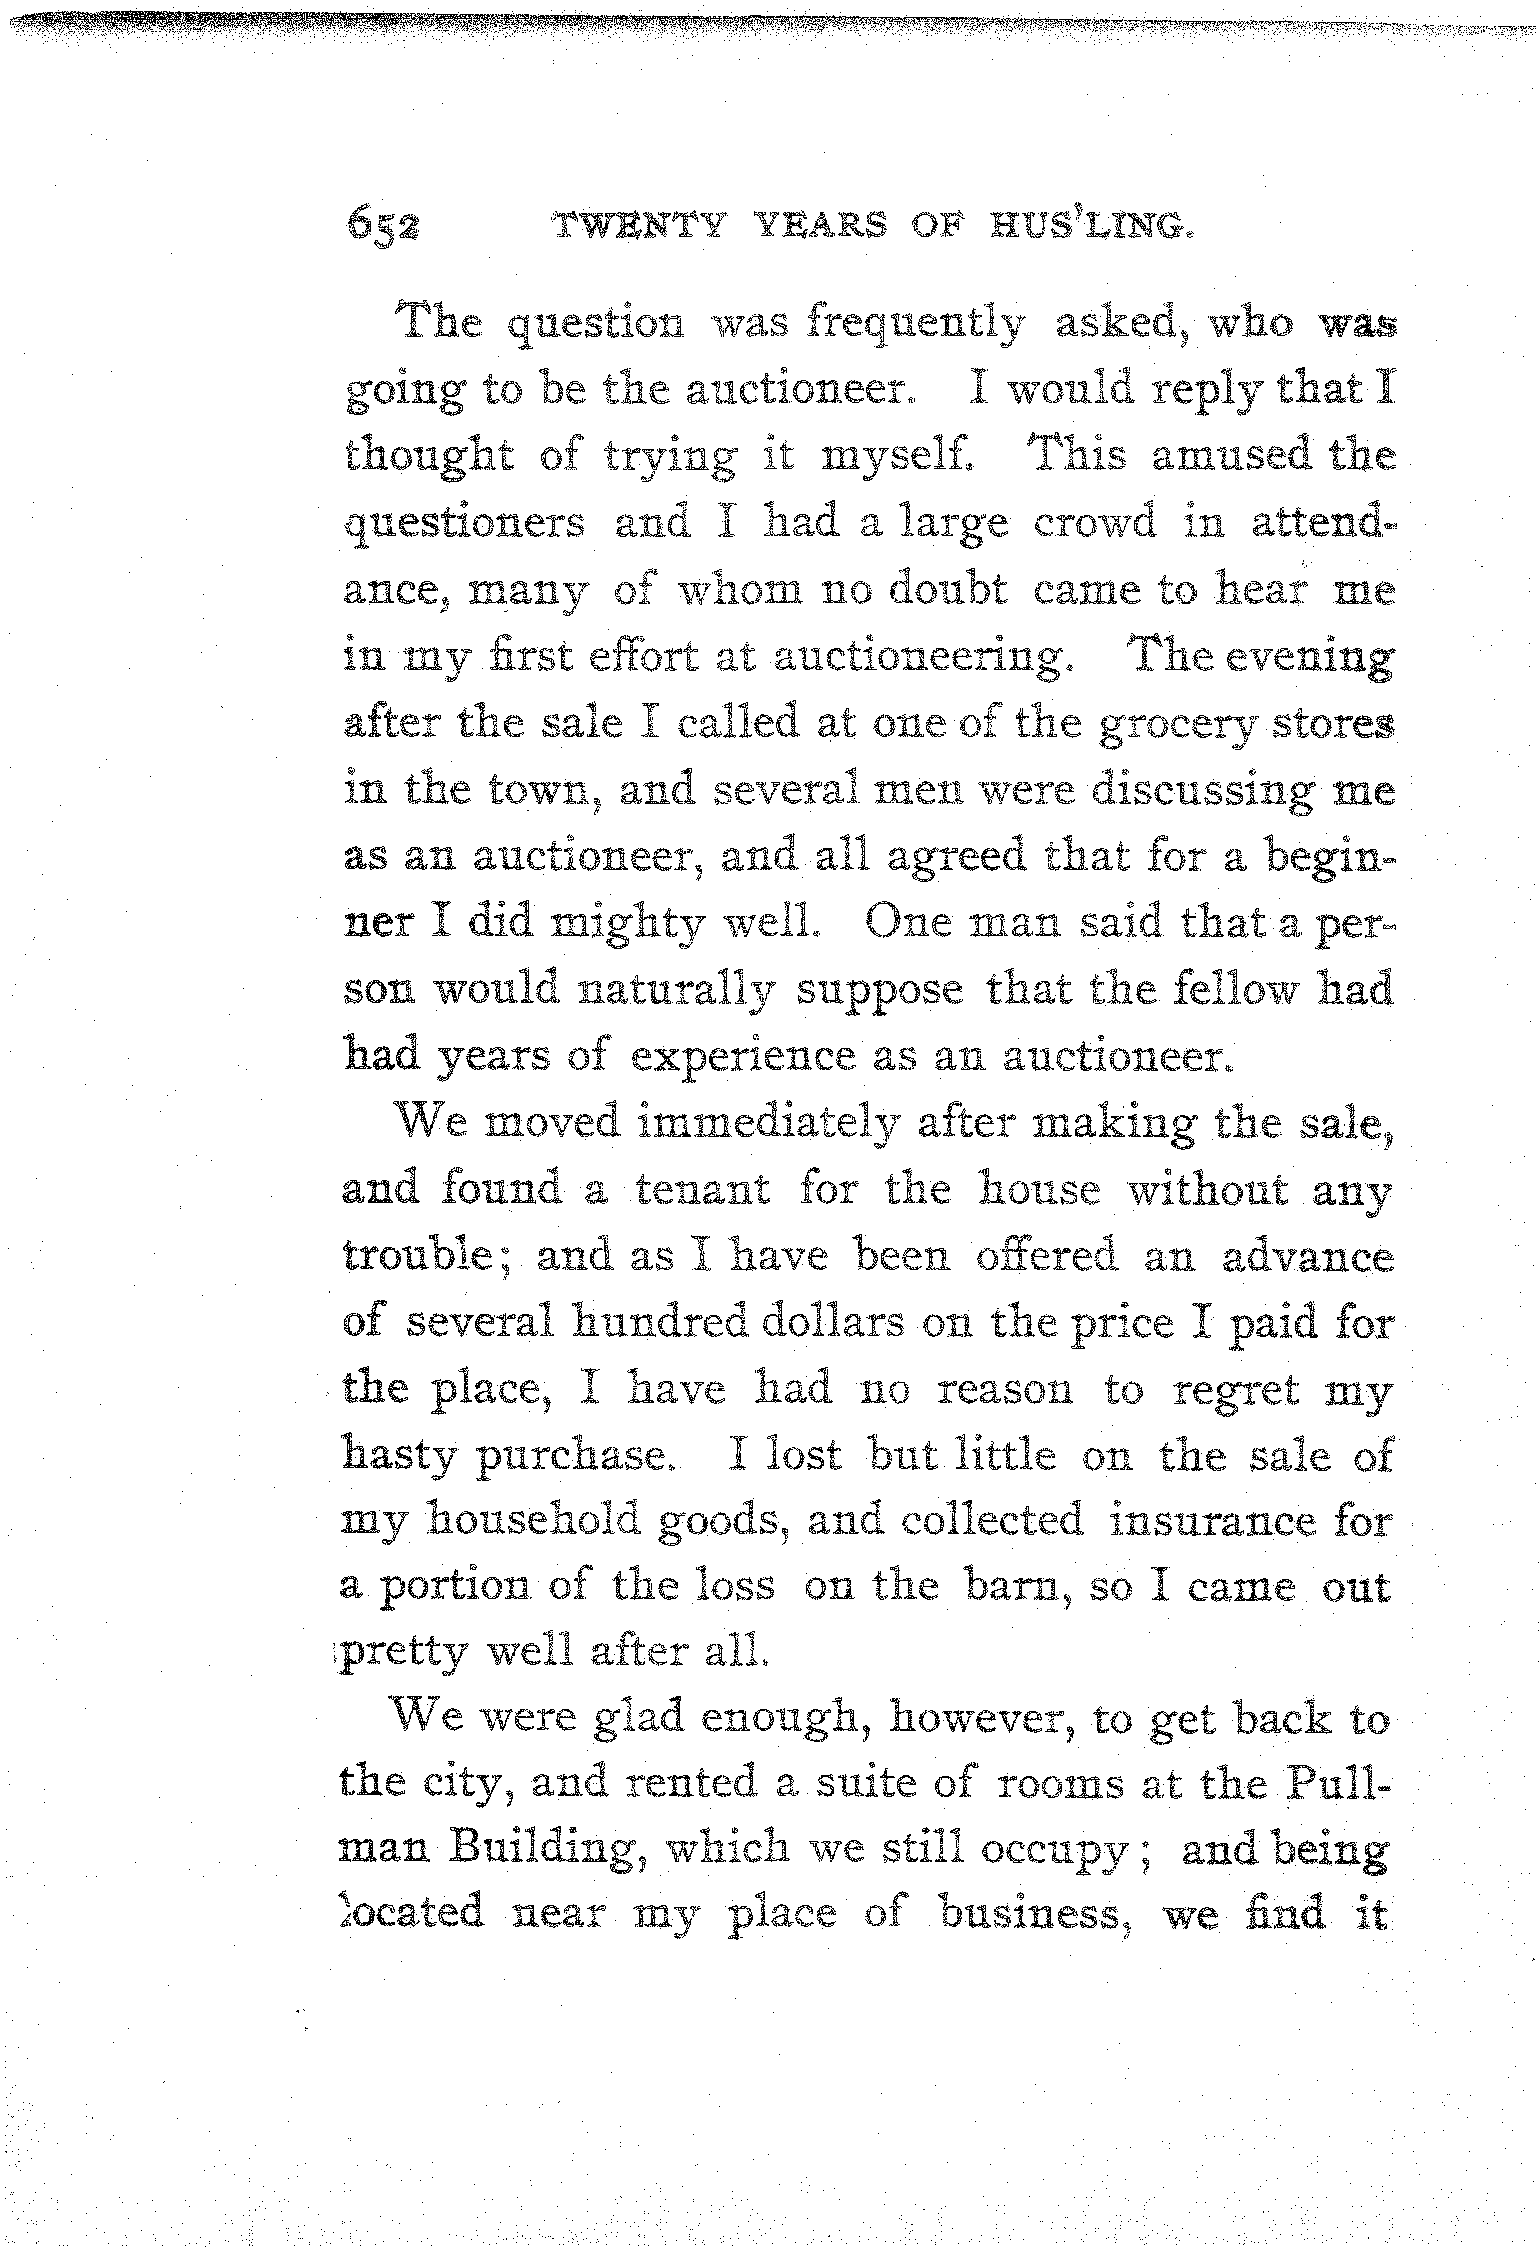 652 TWENTY YEARS OF HUS'LING.
The question was frequently asked, who was
going to be the auctioneer. I would reply that I
thought of trying it myself. This amused the
questioners and I had a large crowd in attend-
ance, many of whom no doubt came to hear me
in my first effort at auctioneering. The evening
after the sale I called at one of the grocery stores
in the town, and several men were discussing me
as an auctioneer, and all agreed that for a begin-
ner I did mighty well. One man said that a per-
son would naturally suppose that the fellow had
had years of experience as an auctioneer.
We moved immediately after making the sale,
and found a tenant for the house without any
trouble; and as I have been offered an advance
of several hundred dollars on the price I paid for
the place, I have had no reason to regret my
hasty purchase. I lost but little on the sale of
my household goods, and collected insurance for
a portion of the loss on the barn, so I came out
pretty well after all.
We were glad enough, however, to get back to
the city, and rented a suite of rooms at the Pull-
man Building, which we still occupy; and being
located near my place of business, we find it